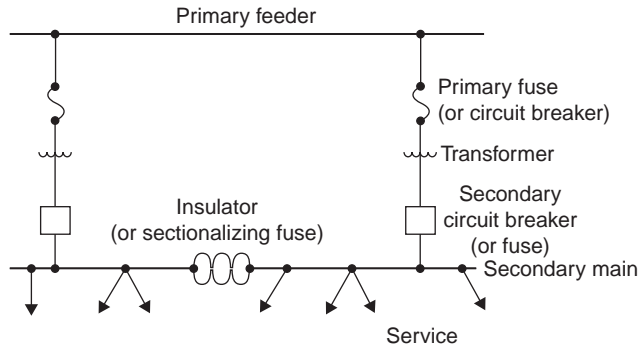 Primary feeder
Primary fuse
(or circuit breaker)
Transformer
Secondary
circuit breaker
(or fuse)
Insulator
(or sectionalizing fuse)
Secondary main
Service